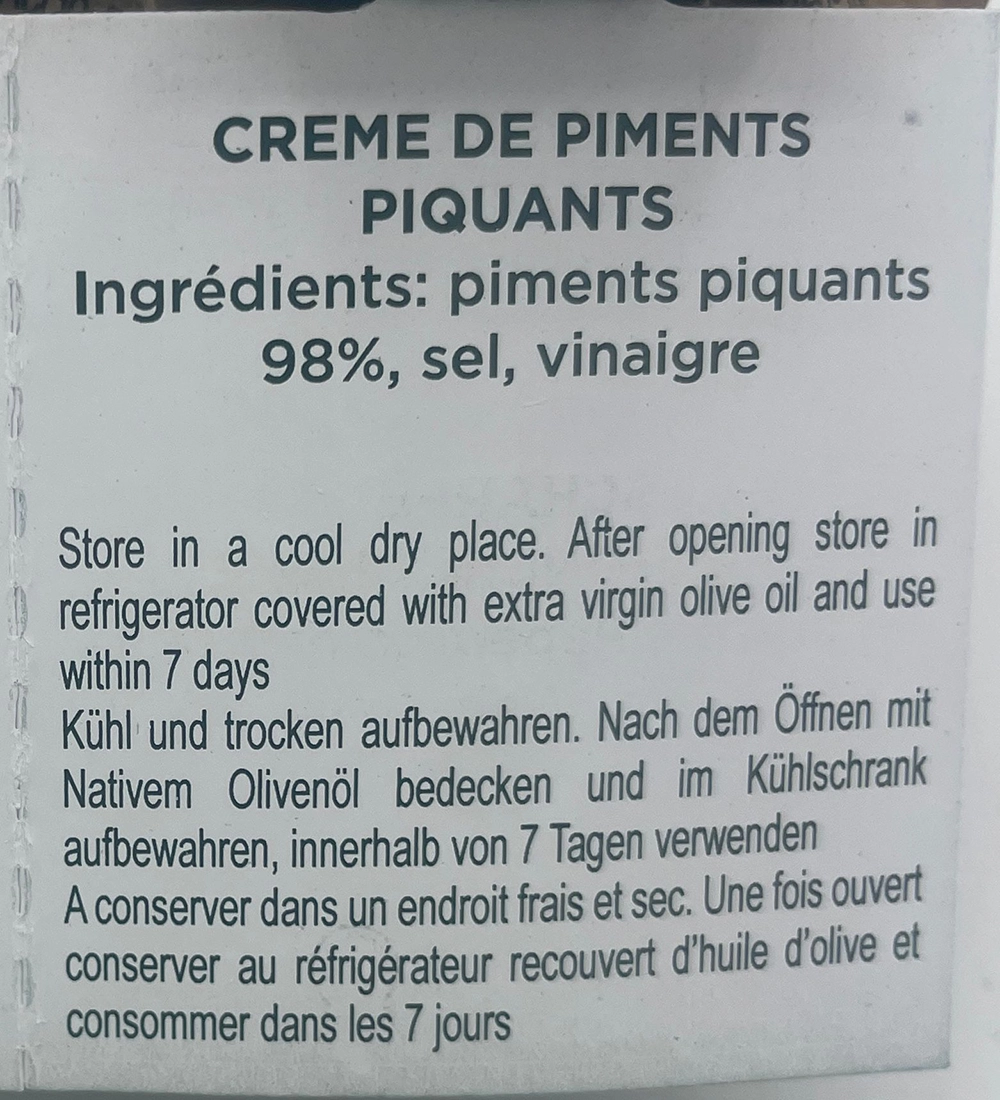 CREME DE PIMENTS
PIQUANTS
Ingrédients: piments piquants
98%, sel, vinaigre
Store in a cool dry place. After opening store in
refrigerator covered with extra virgin olive oil and use
within 7 days
Kühl und trocken aufbewahren. Nach dem Öffnen mit
Nativem Olivenöl bedecken und im Kühlschrank
aufbewahren, innerhalb von 7 Tagen verwenden
A conserver dans un endroit frais et sec. Une fois ouvert
conserver au réfrigérateur recouvert d'huile d'olive et
consommer dans les 7 jours